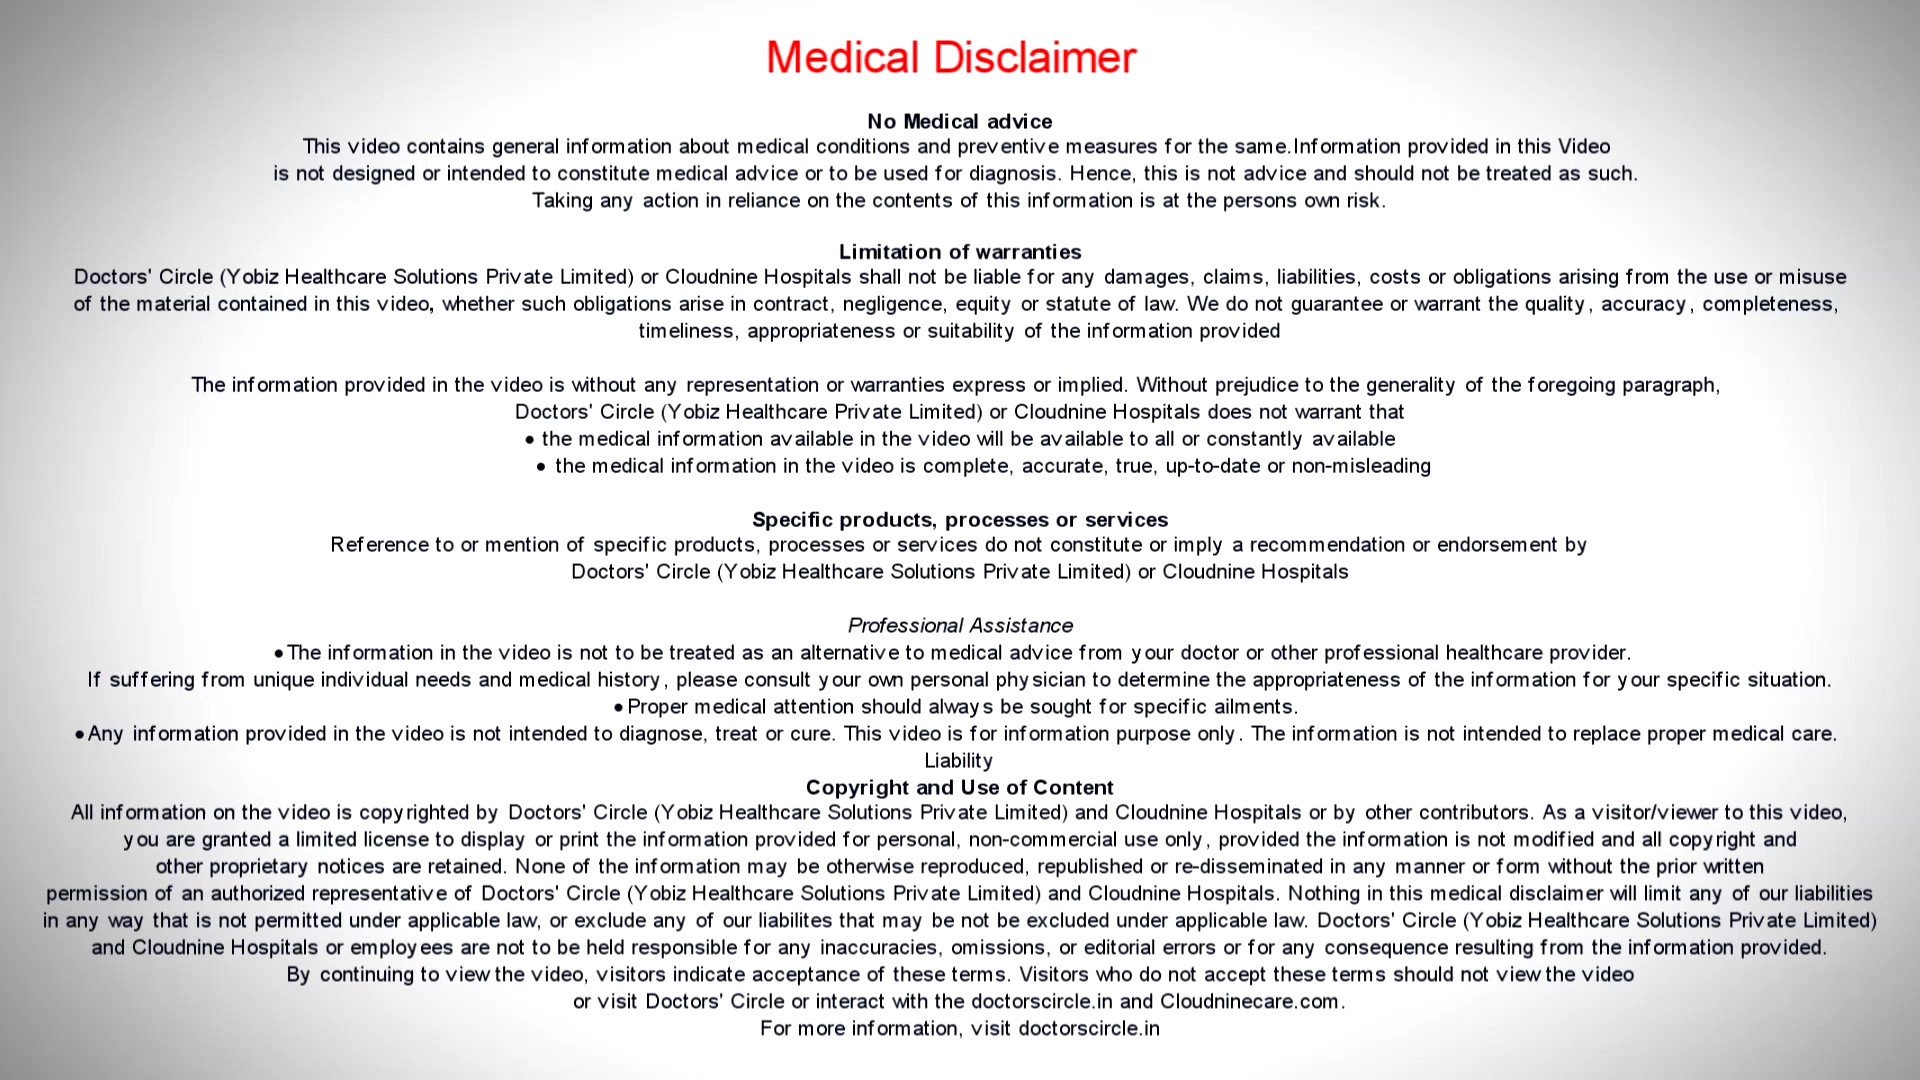 Medical Disclaimer
No Medical advice
This video contains general information about medical conditions and preventive measures for the same.Information provided in this Video
is not designed or intended to constitute medical advice or to be used for diagnosis. Hence, this is not advice and should not be treated as such.
Taking any action in reliance on the contents of this information is at the persons own risk.
Limitation of warranties
Doctors' Circle (Yobiz Healthcare Solutions Private Limited) or Cloudnine Hospitals shall not be liable for any damages, claims, liabilities, costs or obligations arising from the use or misuse
of the material contained in this video, whether such obligations arise in contract, negligence, equity or statute of law. We do not guarantee or warrant the quality, accuracy, completeness,
timeliness, appropriateness or suitability of the information provided
The information provided in the video is without any representation or warranties express or implied. Without prejudice to the generality of the foregoing paragraph,
Doctors' Circle (Yobiz Healthcare Private Limited) or Cloudnine Hospitals does not warrant that
• the medical information available in the video will be available to all or constantly available
• the medical information in the video is complete, accurate, true, up-to-date or non-misleading
Specific products, processes or services
Reference to or mention of specific products, processes or services do not constitute or imply a recommendation or endorsement by
Doctors' Circle (Yobiz Healthcare Solutions Private Limited) or Cloudnine Hospitals
Professional Assistance
•The information in the video is not to be treated as an alternative to medical advice from your doctor or other professional healthcare provider.
If suffering from unique individual needs and medical history, please consult your own personal physician to determine the appropriateness of the information for your specific situation.
•Proper medical attention should always be sought for specific ailments.
•Any information provided in the video is not intended to diagnose, treat or cure. This video is for information purpose only. The information is not intended to replace proper medical care.
Liability
Copyright and Use of Content
All information on the video is copyrighted by Doctors' Circle (Yobiz Healthcare Solutions Private Limited) and Cloudnine Hospitals or by other contributors. As a visitor/viewer to this video,
you are granted a limited license to display or print the information provided for personal, non-commercial use only, provided the information is not modified and all copyright and
other proprietary notices are retained. None of the information may be otherwise reproduced, republished or re-disseminated in any manner or form without the prior written
permission of an authorized representative of Doctors' Circle (Yobiz Healthcare Solutions Private Limited) and Cloudnine Hospitals. Nothing in this medical disclaimer will limit any of our liabilities
in any way that is not permitted under applicable law, or exclude any of our liabilites that may be not be excluded under applicable law. Doctors' Circle (Yobiz Healthcare Solutions Private Limited)
and Cloudnine Hospitals or employees are not to be held responsible for any inaccuracies, omissions, or editorial errors or for any consequence resulting from the information provided.
By continuing to view the video, visitors indicate acceptance of these terms. Visitors who do not accept these terms should not view the video
or visit Doctors' Circle or interact with the doctorscircle.in and Cloudninecare.com.
For more information, visit doctorscircle.in